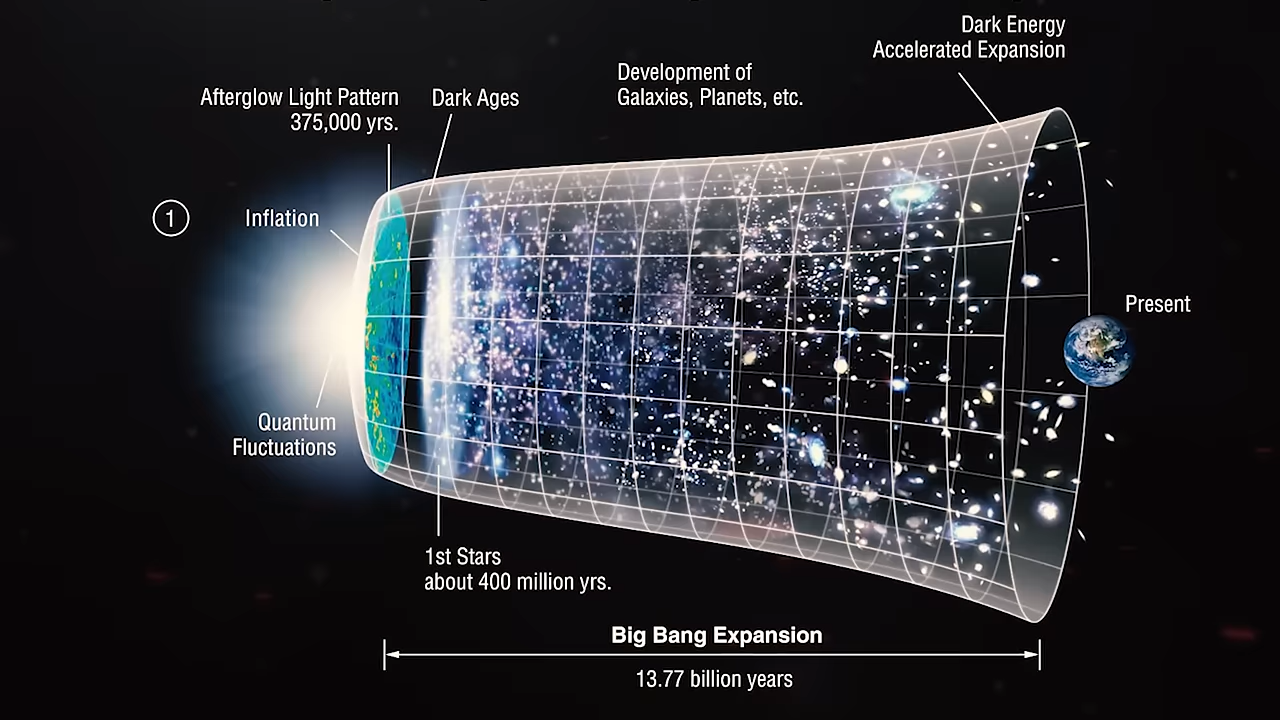 Dark Energy
Accelerated Expansion
Development of
Galaxies, Planets, etc.
Afterglow Light Pattern
375,000 yrs.
Dark Ages
1
Inflation
Present
Quantum
Fluctuations
1st Stars
about 400 million yrs.
Big Bang Expansion
13.77 billion years